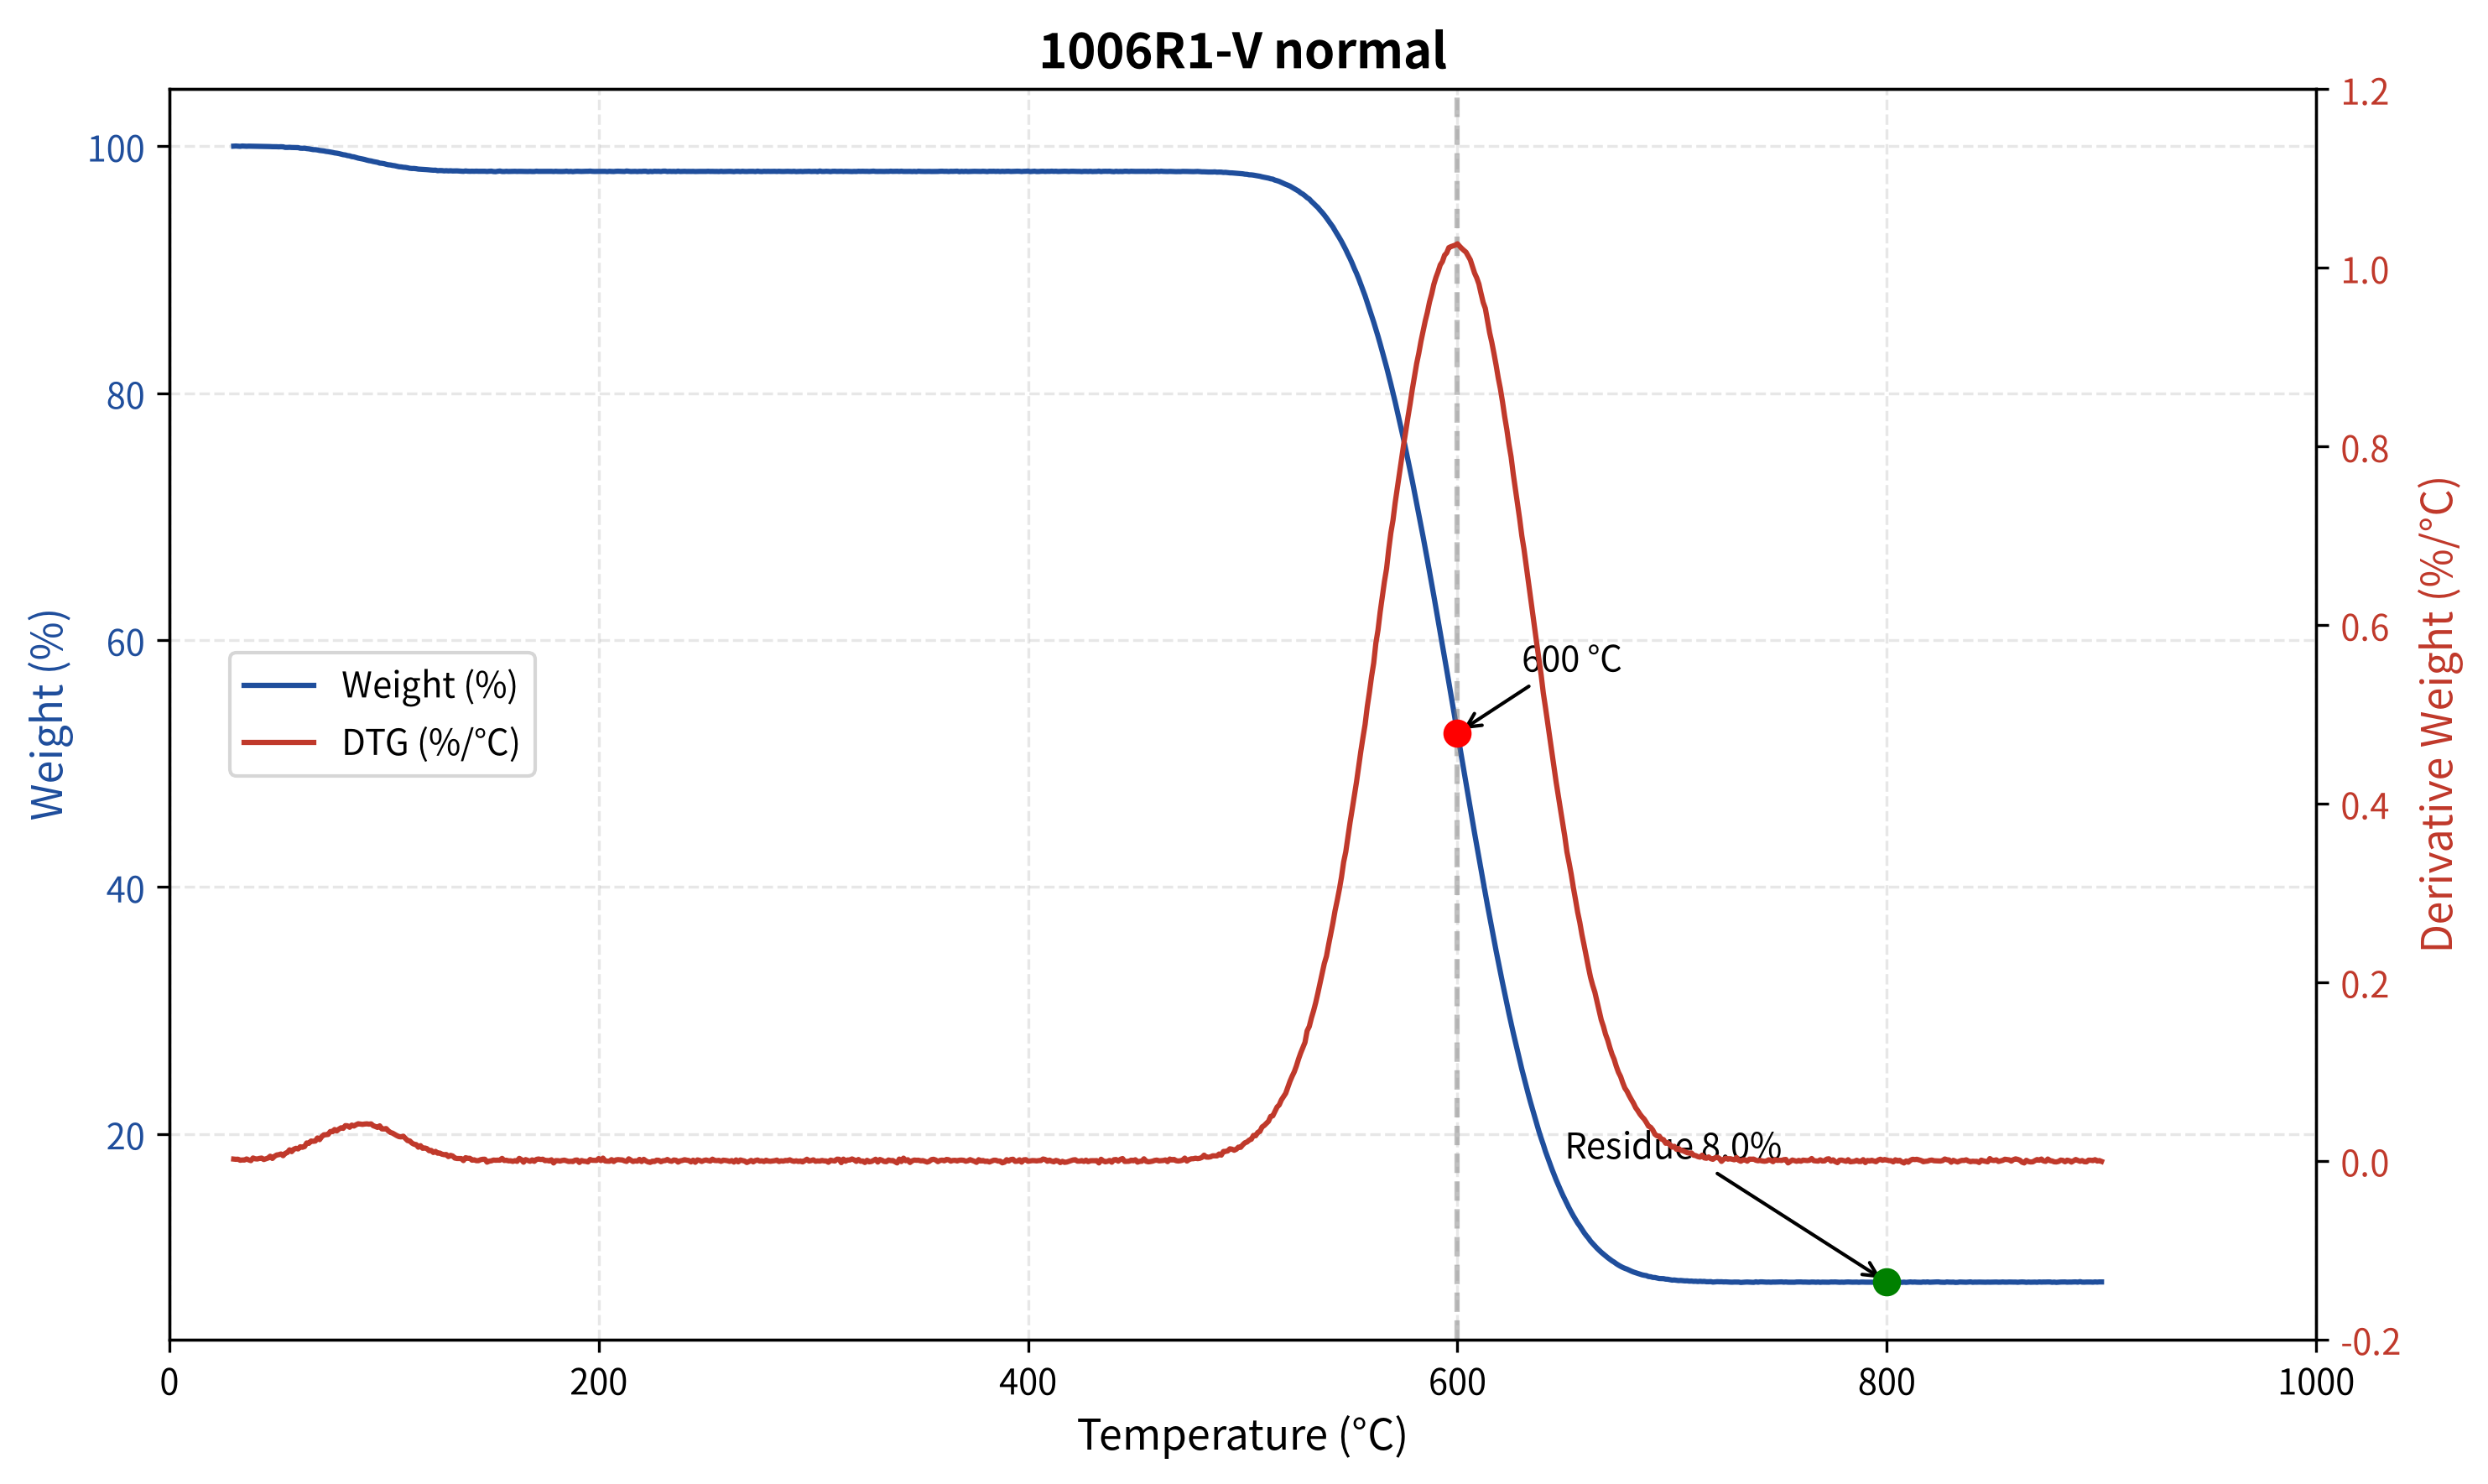 1006R1-V normal
Weight (%)
100
80
60
40
20
Derivative Weight (%/°C)
1.2
1.0
0.8
0.6
0.4
0.2
0.0
-0.2
Weight (%)
DTG (%/°C)
600 °C
Residue 8.0%
0
200
400
600
800
1000
Temperature (°C)